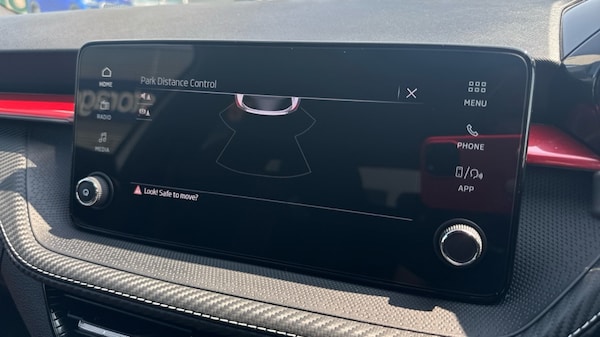 Park Distance Control
HOME
RADIO
MEDIA
MENU
PHONE
APP
Look! Safe to move?